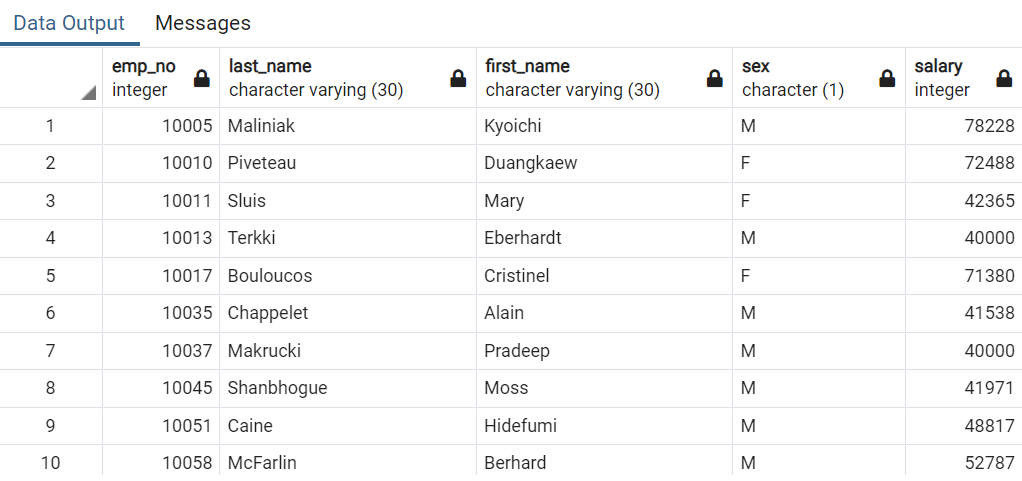 Data Output Messages
emp_no last_name first_name sex salary
integer character varying (30) character varying (30) character (1) integer
1 10005 Maliniak Kyoichi M 78228
2 10010 Piveteau Duangkaew F 72488
3 10011 Sluis Mary F 42365
4 10013 Terkki Eberhardt M 40000
5 10017 Bouloucos Cristinel F 71380
6 10035 Chappelet Alain M 41538
7 10037 Makrucki Pradeep M 40000
8 10045 Shanbhogue Moss M 41971
9 10051 Caine Hidefumi M 48817
10 10058 McFarlin Berhard M 52787